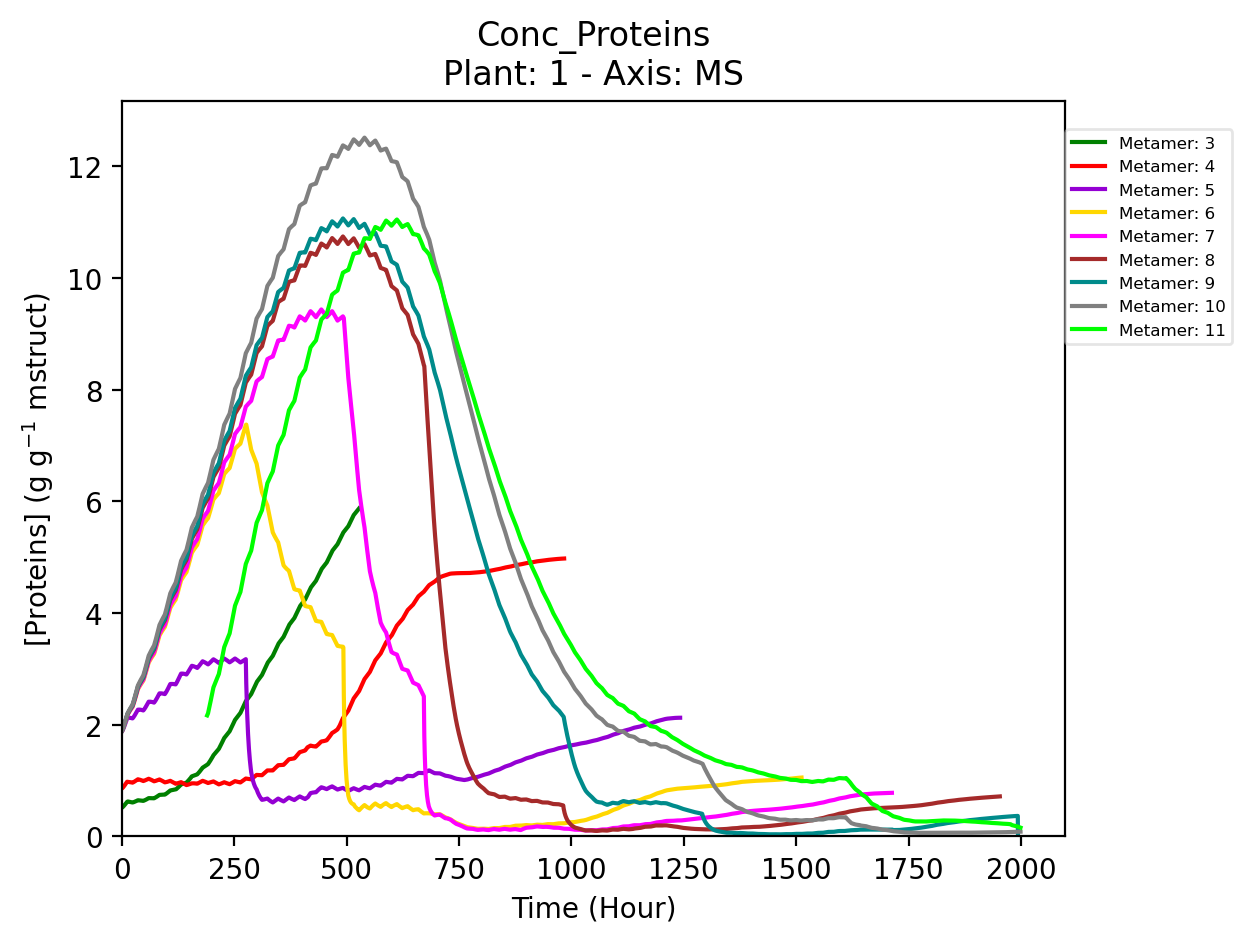 Conc_Proteins
Plant: 1 - Axis: MS
[Proteins] (g g⁻¹ mstruct)
12
10
8
6
4
2
0
0 250 500 750 1000 1250 1500 1750 2000
Time (Hour)
Metamer: 3
Metamer: 4
Metamer: 5
Metamer: 6
Metamer: 7
Metamer: 8
Metamer: 9
Metamer: 10
Metamer: 11